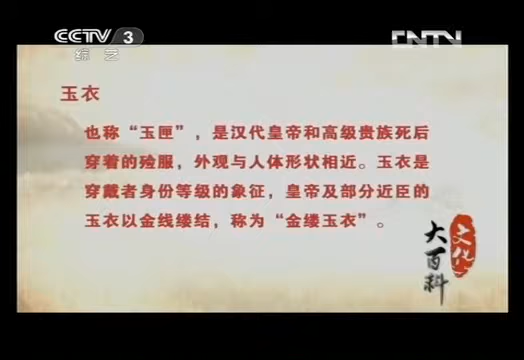 CCTV 3
综艺
CNTV
玉衣
也称“玉匣”，是汉代皇帝和高级贵族死后
穿着的殓服，外观与人体形状相近。玉衣是
穿戴者身份等级的象征，皇帝及部分近臣的
玉衣以金线缕结，称为“金缕玉衣”。
文化
大百科